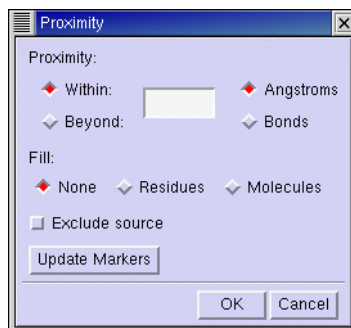 Proximity
Proximity:
Within:
Angstroms
Beyond:
Bonds
Fill:
None Residues Molecules
Exclude source
Update Markers
OK Cancel